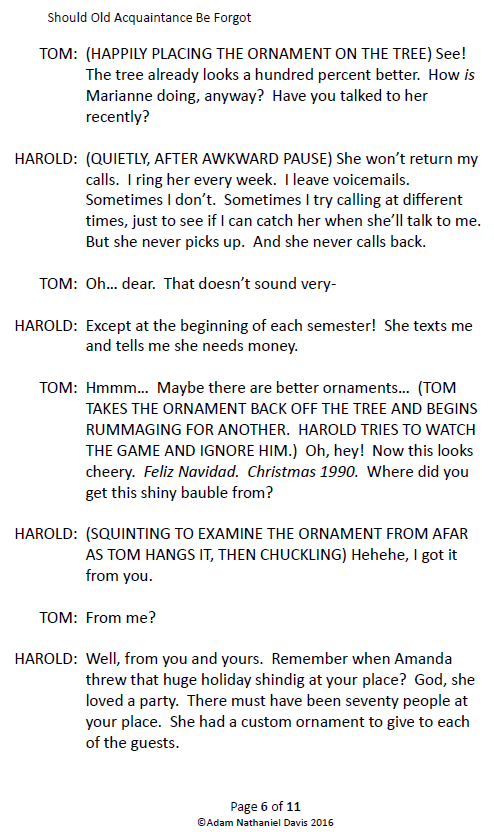 Should Old Acquaintance Be Forgot
TOM: (HAPPILY PLACING THE ORNAMENT ON THE TREE) See!
The tree already looks a hundred percent better.  How is
Marianne doing, anyway?  Have you talked to her
recently?
HAROLD: (QUIETLY, AFTER AWKWARD PAUSE) She won’t return my
calls.  I ring her every week.  I leave voicemails.
Sometimes I don’t.  Sometimes I try calling at different
times, just to see if I can catch her when she’ll talk to me.
But she never picks up.  And she never calls back.
TOM: Oh… dear.  That doesn’t sound very-
HAROLD: Except at the beginning of each semester!  She texts me
and tells me she needs money.
TOM: Hmmm…  Maybe there are better ornaments…  (TOM
TAKES THE ORNAMENT BACK OFF THE TREE AND BEGINS
RUMMAGING FOR ANOTHER.  HAROLD TRIES TO WATCH
THE GAME AND IGNORE HIM.)  Oh, hey!  Now this looks
cheery.  Feliz Navidad.  Christmas 1990.  Where did you
get this shiny bauble from?
HAROLD: (SQUINTING TO EXAMINE THE ORNAMENT FROM AFAR
AS TOM HANGS IT, THEN CHUCKLING) Hehehe, I got it
from you.
TOM: From me?
HAROLD: Well, from you and yours.  Remember when Amanda
threw that huge holiday shindig at your place?  God, she
loved a party.  There must have been seventy people at
your place.  She had a custom ornament to give to each
of the guests.
Page 6 of 11
©Adam Nathaniel Davis 2016